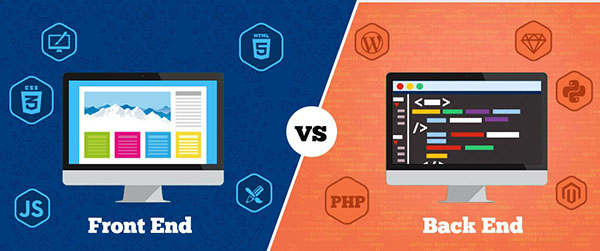 HTML
5
CSS
3
JS
Front End
VS
W
< >
/>
PHP
Back End